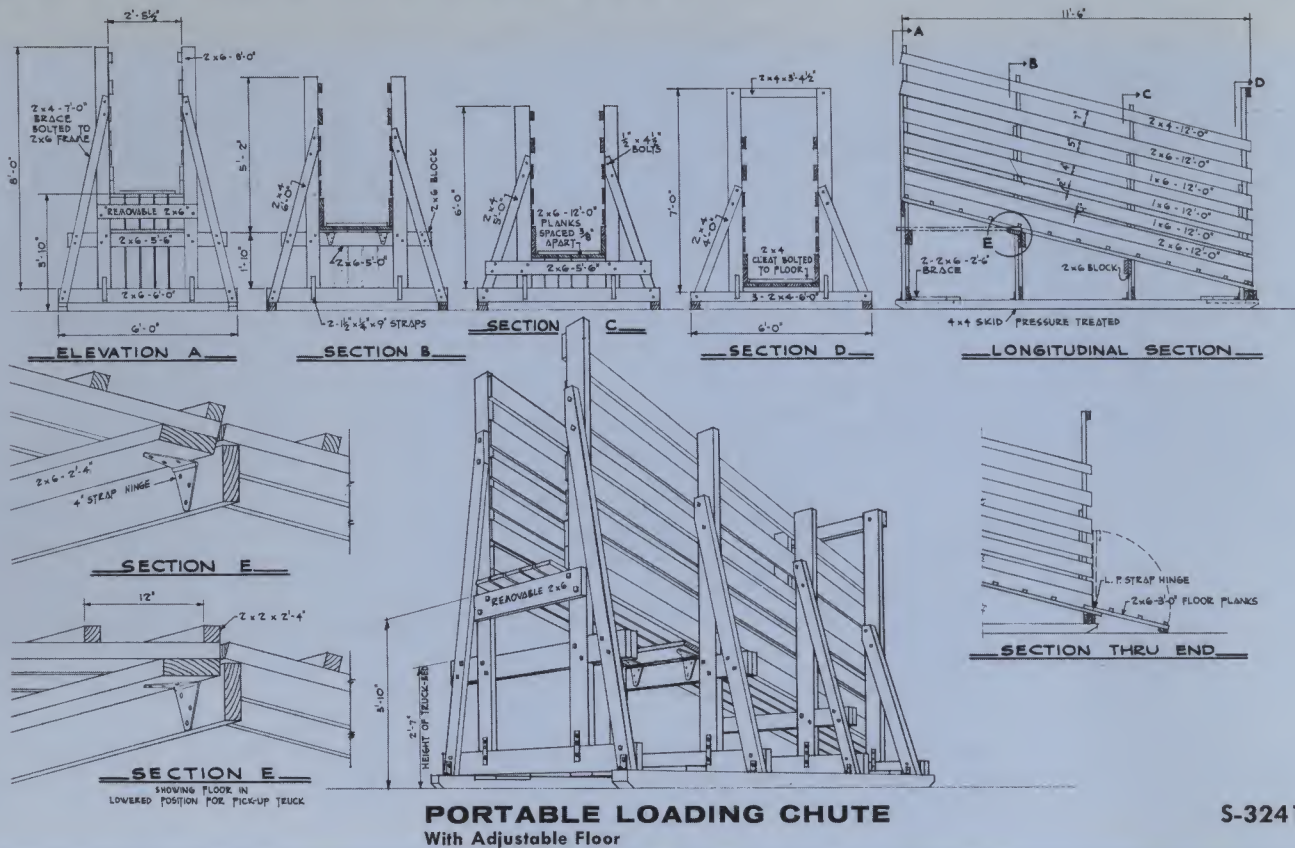 2'-5½"
2x6-8'-0"
2x4-7'-0"
BRACE
BOLTED TO
2x6 FRAME
8'-0"
3'-10"
REMOVABLE 2x6
2x6-5'-6"
2x6-6'-0"
6'-0"
ELEVATION A
5'-2"
1'-10"
2x4
6'-0"
2x6 BLOCK
2x6-5'-0"
2-1½"x¼"x9" STRAPS
SECTION B
6'-0"
2x4
5'-0"
½" x 4½"
BOLTS
2x6-12'-0"
PLANKS
SPACED
APART
3/8"
2x6-5'-6"
SECTION C
2x4x3'-4½"
7'-0"
2x4
4'-0"
2x4
CLEAT BOLTED
TO FLOOR
3-2x4-6'-0"
6'-0"
SECTION D
11'-6"
A
B
C
D
2x4-12'-0"
2x6-12'-0"
1x6-12'-0"
1x6-12'-0"
1x6-12'-0"
2x6-12'-0"
E
2-2x6-2'-6"
BRACE
2x6 BLOCK
4x4 SKID PRESSURE TREATED
LONGITUDINAL SECTION
2x6-2'-4"
4" STRAP HINGE
SECTION E
12"
2x2x2'-4"
SECTION E
SHOWING FLOOR IN
LOWERED POSITION FOR PICK-UP TRUCK
REMOVABLE 2x6
3'-10"
2'-7"
HEIGHT OF TRUCK-BED
L.P. STRAP HINGE
2x6-3'-0" FLOOR PLANKS
SECTION THRU END
PORTABLE LOADING CHUTE
With Adjustable Floor
S-324